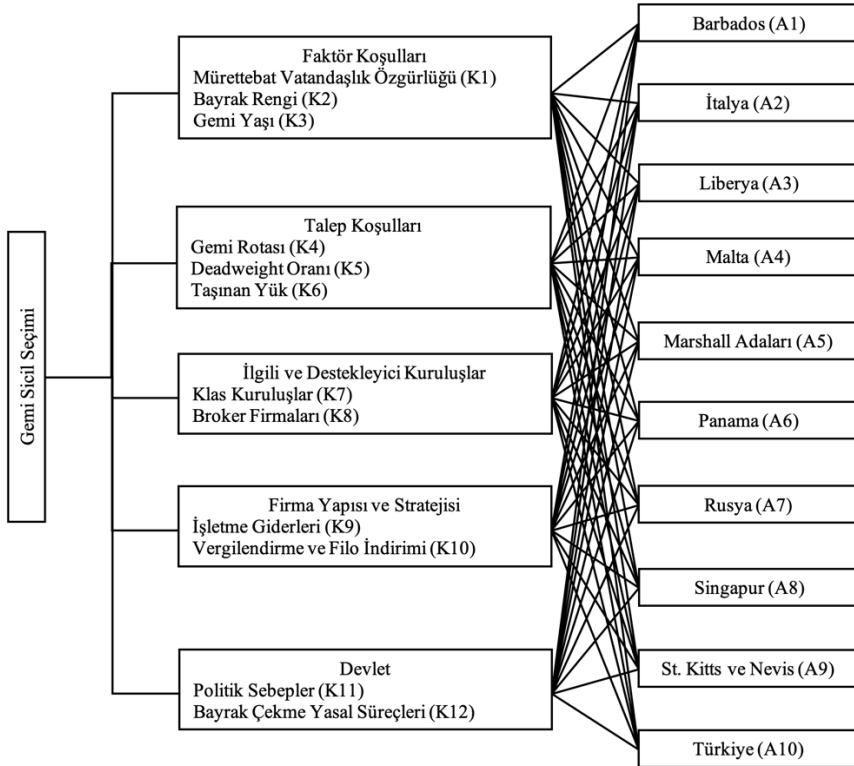 Gemi Sicil Seçimi
Faktör Koşulları
Mürettebat Vatandaşlık Özgürlüğü (K1)
Bayrak Rengi (K2)
Gemi Yaşı (K3)
Talep Koşulları
Gemi Rotası (K4)
Deadweight Oranı (K5)
Taşınan Yük (K6)
İlgili ve Destekleyici Kuruluşlar
Klas Kuruluşlar (K7)
Broker Firmaları (K8)
Firma Yapısı ve Stratejisi
İşletme Giderleri (K9)
Vergilendirme ve Filo İndirimi (K10)
Devlet
Politik Sebepler (K11)
Bayrak Çekme Yasal Süreçleri (K12)
Barbados (A1)
İtalya (A2)
Liberya (A3)
Malta (A4)
Marshall Adaları (A5)
Panama (A6)
Rusya (A7)
Singapur (A8)
St. Kitts ve Nevis (A9)
Türkiye (A10)